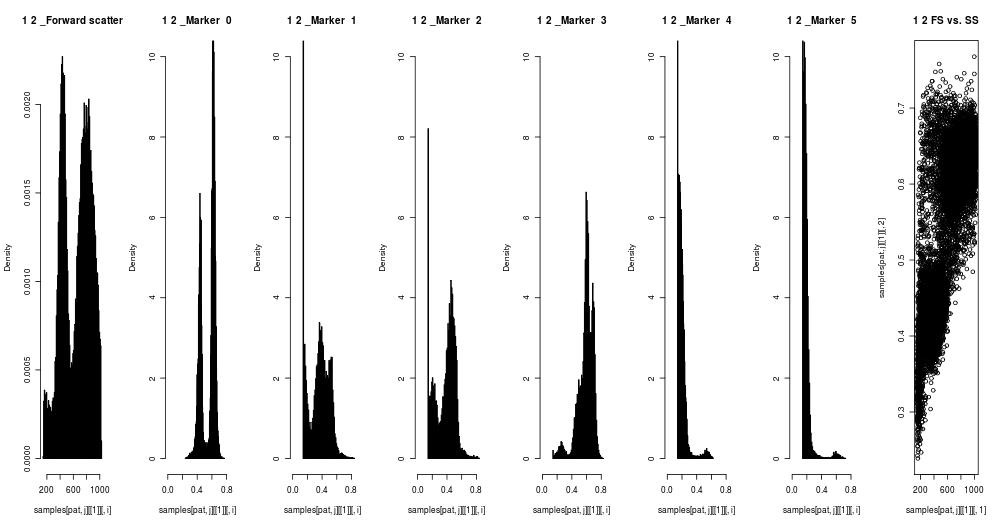 1 2 _Forward scatter
1 2 _Marker 0
1 2 _Marker 1
1 2 _Marker 2
1 2 _Marker 3
1 2 _Marker 4
1 2 _Marker 5
1 2 FS vs. SS
Density
0.0000 0.0005 0.0010 0.0015 0.0020
200 600 1000
samples[pat, j][[1]][, i]
Density
0 2 4 6 8 10
0.0 0.4 0.8
samples[pat, j][[1]][, i]
Density
0 2 4 6 8 10
0.0 0.4 0.8
samples[pat, j][[1]][, i]
Density
0 2 4 6 8 10
0.0 0.4 0.8
samples[pat, j][[1]][, i]
Density
0 2 4 6 8 10
0.0 0.4 0.8
samples[pat, j][[1]][, i]
Density
0 2 4 6 8 10
0.0 0.4 0.8
samples[pat, j][[1]][, i]
Density
0 2 4 6 8 10
0.0 0.4 0.8
samples[pat, j][[1]][, i]
samples[pat, j][[1]][, 2]
0.3 0.4 0.5 0.6 0.7
200 600 1000
samples[pat, j][[1]][, 1]